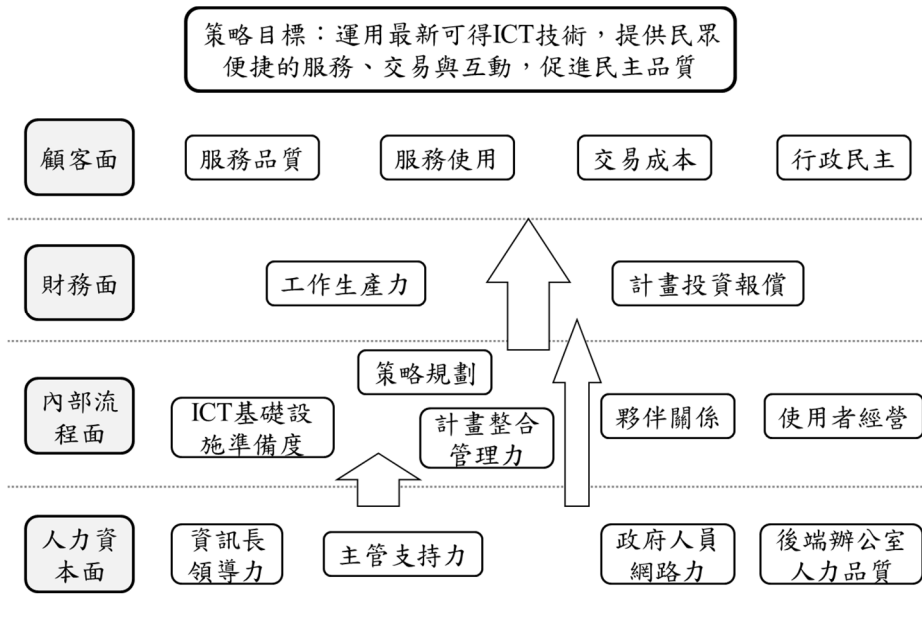 策略目標：運用最新可得ICT技術，提供民眾
便捷的服務、交易與互動，促進民主品質
顧客面
服務品質
服務使用
交易成本
行政民主
財務面
工作生產力
計畫投資報償
內部流
程面
ICT基礎設
施準備度
策略規劃
計畫整合
管理力
夥伴關係
使用者經營
人力資
本面
資訊長
領導力
主管支持力
政府人員
網路力
後端辦公室
人力品質